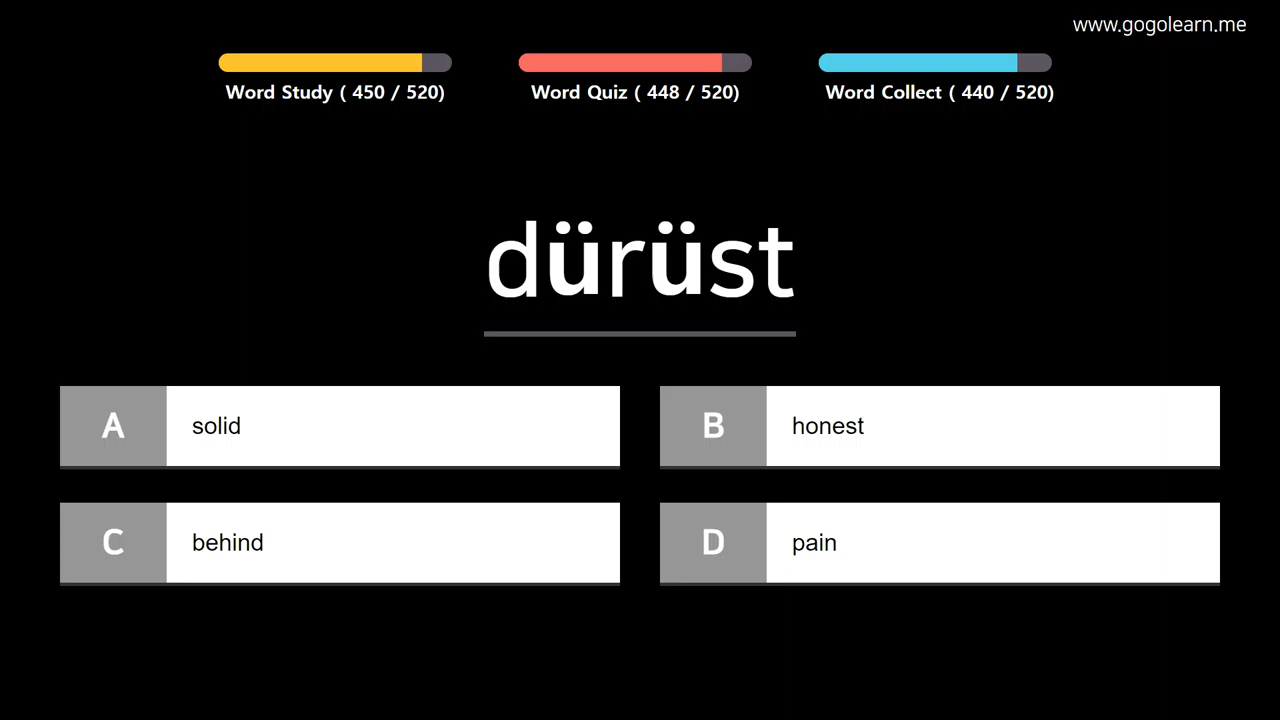 www.gogolearn.me
Word Study ( 450 / 520)
Word Quiz ( 448 / 520)
Word Collect ( 440 / 520)
dürüst
A solid
B honest
C behind
D pain